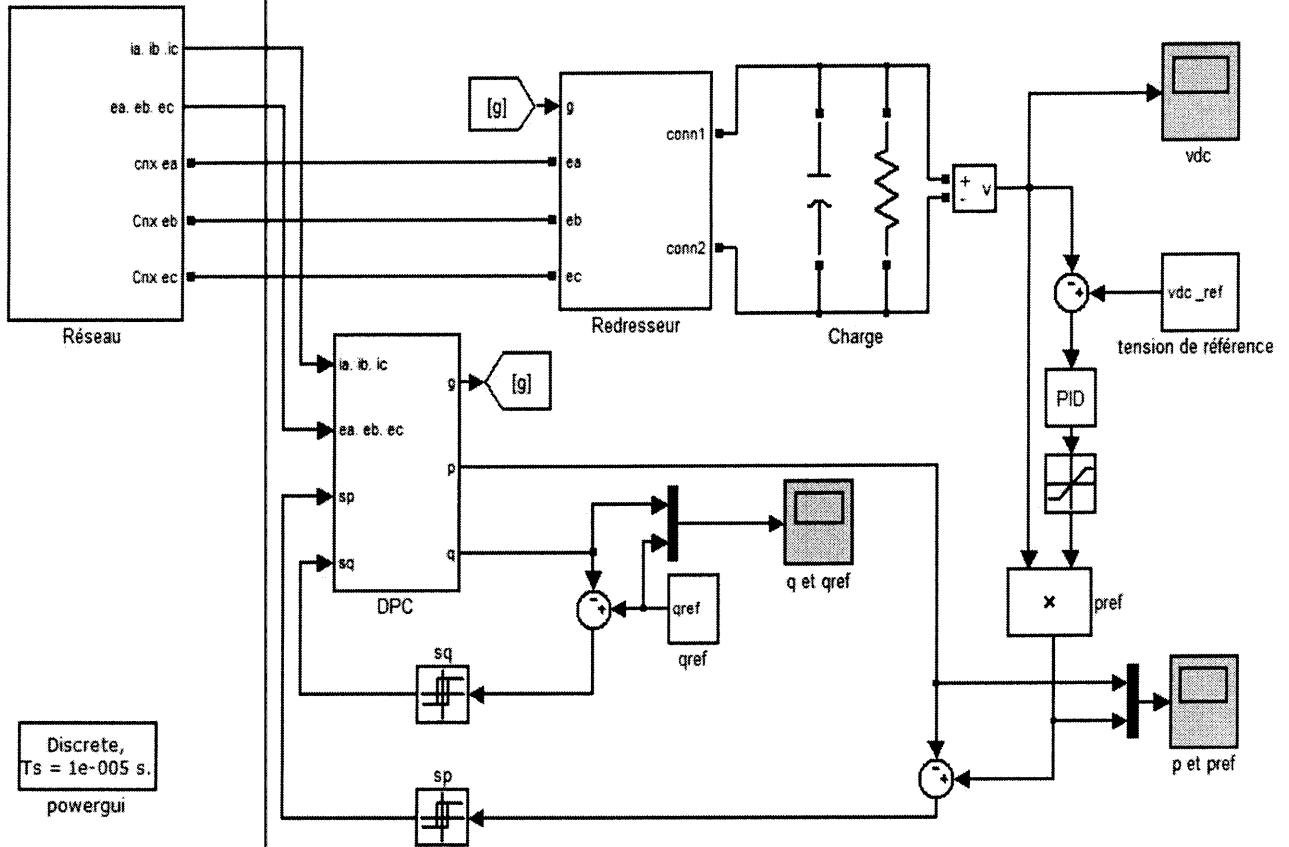 ia. ib .ic
ea. eb. ec
cnx ea
Cnx eb
Cnx ec
Réseau
[g]
g
ea
eb
ec
conn1
conn2
Redresseur
Charge
+
-
v
vdc
-
+
vdc _ref
tension de référence
PID
×
pref
ia. ib. ic
ea. eb. ec
sp
sq
g
p
q
DPC
[g]
q et qref
-
+
qref
qref
sq
sp
-
+
p et pref
Discrete,
Ts = 1e-005 s.
powergui